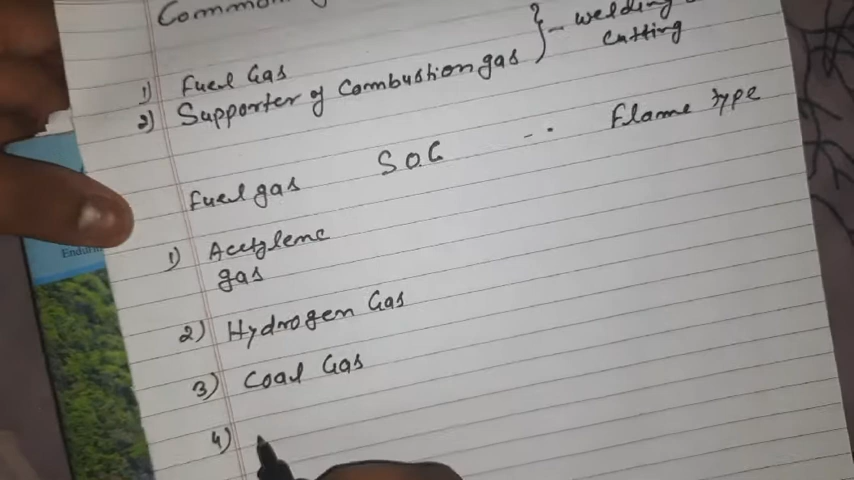 Common
1) Fuel Gas
2) Supporter of Combustion gas } - welding
Cutting
Fuel gas SOC -. Flame type
1) Acetylene
gas
2) Hydrogen Gas
3) Coal Gas
4)